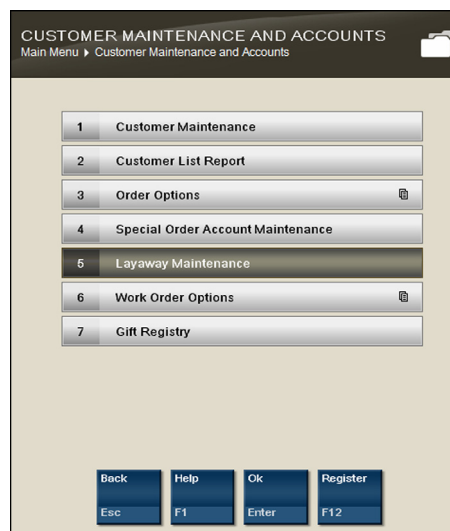 CUSTOMER MAINTENANCE AND ACCOUNTS
Main Menu ▶ Customer Maintenance and Accounts
1 Customer Maintenance
2 Customer List Report
3 Order Options
4 Special Order Account Maintenance
5 Layaway Maintenance
6 Work Order Options
7 Gift Registry
Back Help Ok Register
Esc F1 Enter F12